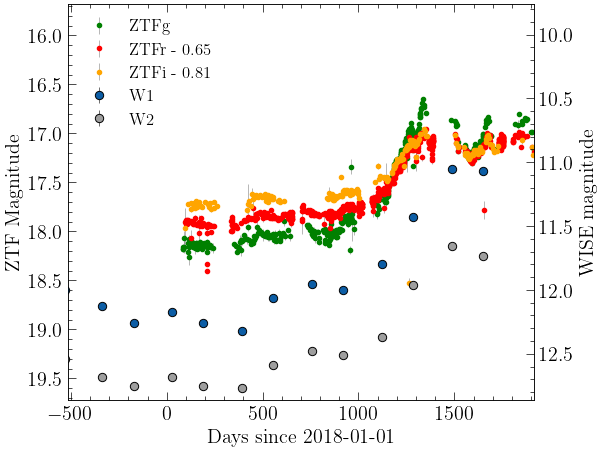 ZTFg
ZTFr - 0.65
ZTFi - 0.81
W1
W2
ZTF Magnitude
16.0
16.5
17.0
17.5
18.0
18.5
19.0
19.5
WISE magnitude
10.0
10.5
11.0
11.5
12.0
12.5
−500
0
500
1000
1500
Days since 2018-01-01